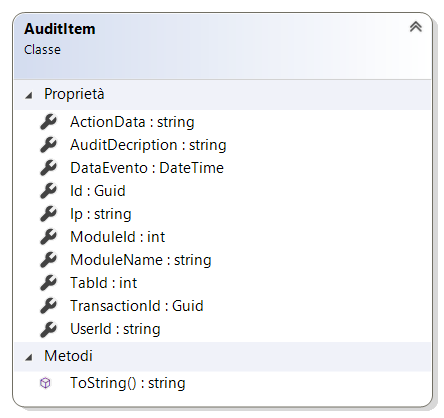 AuditItem
Classe
Proprietà
ActionData : string
AuditDecription : string
DataEvento : DateTime
Id : Guid
Ip : string
ModuleId : int
ModuleName : string
TabId : int
TransactionId : Guid
UserId : string
Metodi
ToString() : string